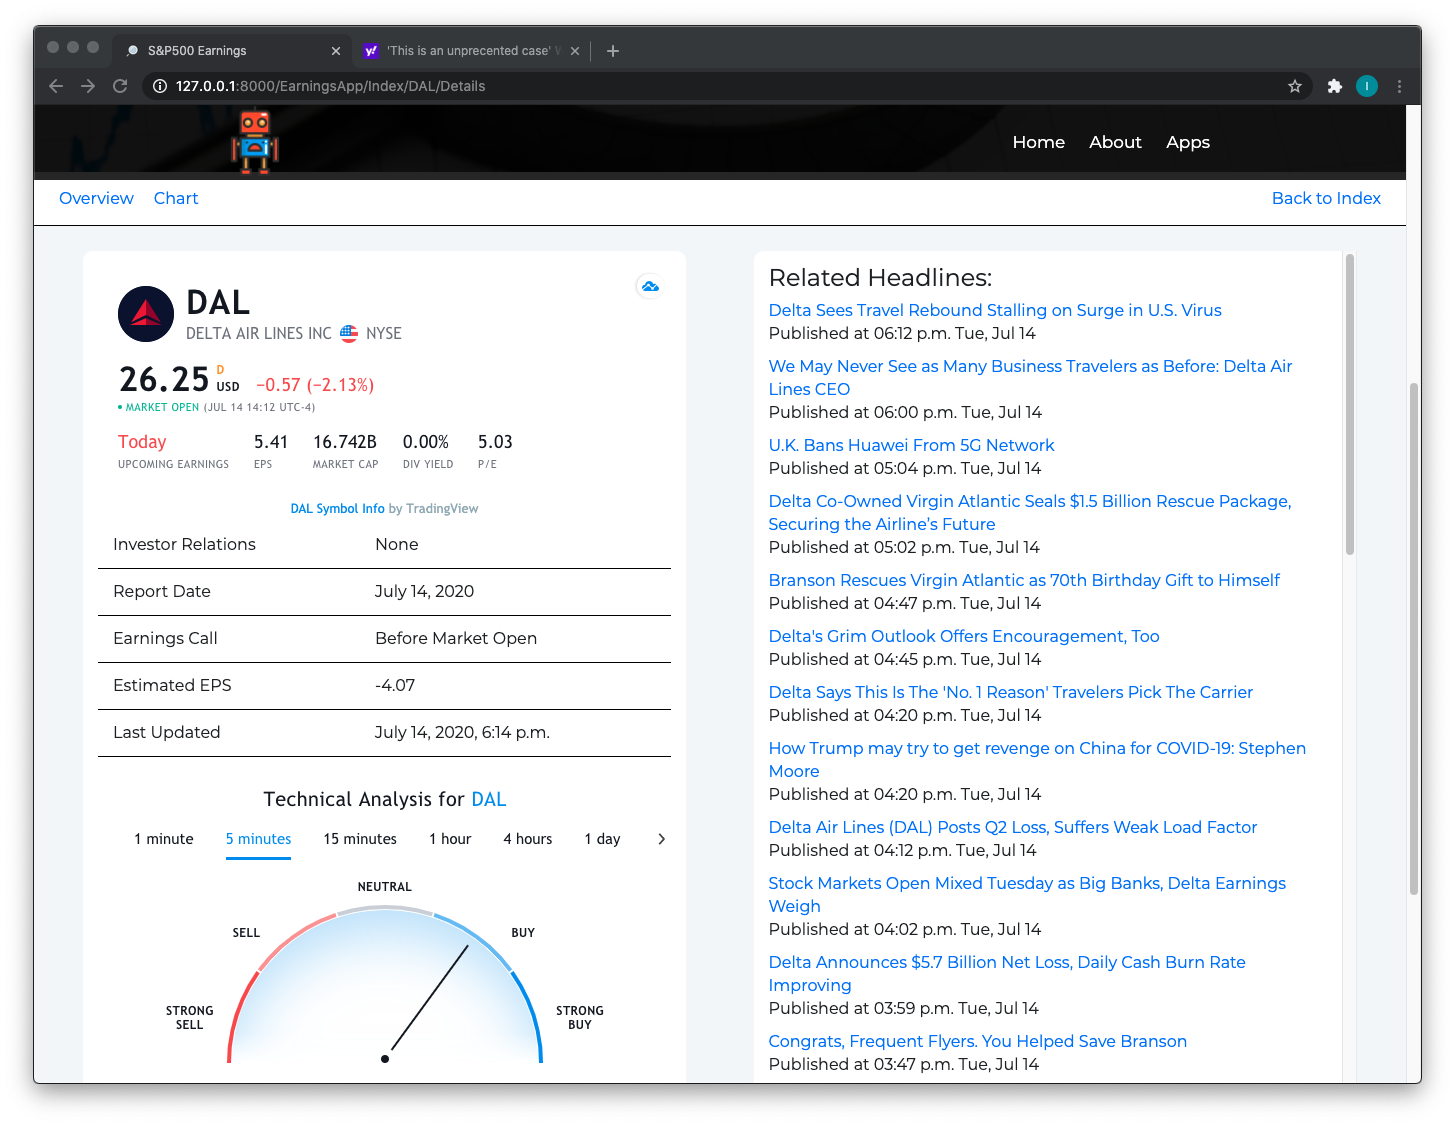 S&P500 Earnings
'This is an unprecented case'
127.0.0.1:8000/EarningsApp/Index/DAL/Details
I
Home About Apps
Overview Chart Back to Index
DAL
DELTA AIR LINES INC NYSE
26.25 D USD −0.57 (−2.13%)
MARKET OPEN (JUL 14 14:12 UTC-4)
Today 5.41 16.742B 0.00% 5.03
UPCOMING EARNINGS EPS MARKET CAP DIV YIELD P/E
DAL Symbol Info by TradingView
Investor Relations None
Report Date July 14, 2020
Earnings Call Before Market Open
Estimated EPS -4.07
Last Updated July 14, 2020, 6:14 p.m.
Technical Analysis for DAL
1 minute 5 minutes 15 minutes 1 hour 4 hours 1 day
NEUTRAL
SELL BUY
STRONG SELL
STRONG BUY
Related Headlines:
Delta Sees Travel Rebound Stalling on Surge in U.S. Virus
Published at 06:12 p.m. Tue, Jul 14
We May Never See as Many Business Travelers as Before: Delta Air
Lines CEO
Published at 06:00 p.m. Tue, Jul 14
U.K. Bans Huawei From 5G Network
Published at 05:04 p.m. Tue, Jul 14
Delta Co-Owned Virgin Atlantic Seals $1.5 Billion Rescue Package,
Securing the Airline's Future
Published at 05:02 p.m. Tue, Jul 14
Branson Rescues Virgin Atlantic as 70th Birthday Gift to Himself
Published at 04:47 p.m. Tue, Jul 14
Delta's Grim Outlook Offers Encouragement, Too
Published at 04:45 p.m. Tue, Jul 14
Delta Says This Is The 'No. 1 Reason' Travelers Pick The Carrier
Published at 04:20 p.m. Tue, Jul 14
How Trump may try to get revenge on China for COVID-19: Stephen
Moore
Published at 04:20 p.m. Tue, Jul 14
Delta Air Lines (DAL) Posts Q2 Loss, Suffers Weak Load Factor
Published at 04:12 p.m. Tue, Jul 14
Stock Markets Open Mixed Tuesday as Big Banks, Delta Earnings
Weigh
Published at 04:02 p.m. Tue, Jul 14
Delta Announces $5.7 Billion Net Loss, Daily Cash Burn Rate
Improving
Published at 03:59 p.m. Tue, Jul 14
Congrats, Frequent Flyers. You Helped Save Branson
Published at 03:47 p.m. Tue, Jul 14